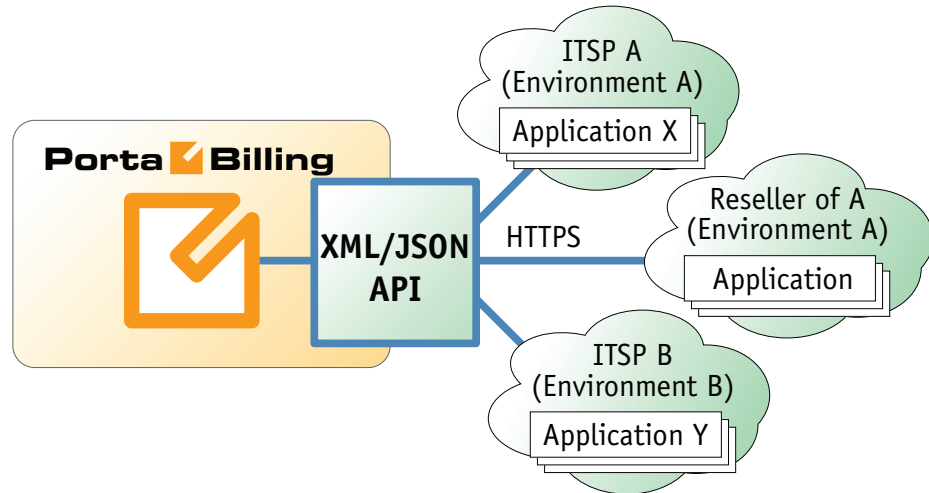 PortaBilling
XML/JSON
API
HTTPS
ITSP A
(Environment A)
Application X
Reseller of A
(Environment A)
Application
ITSP B
(Environment B)
Application Y